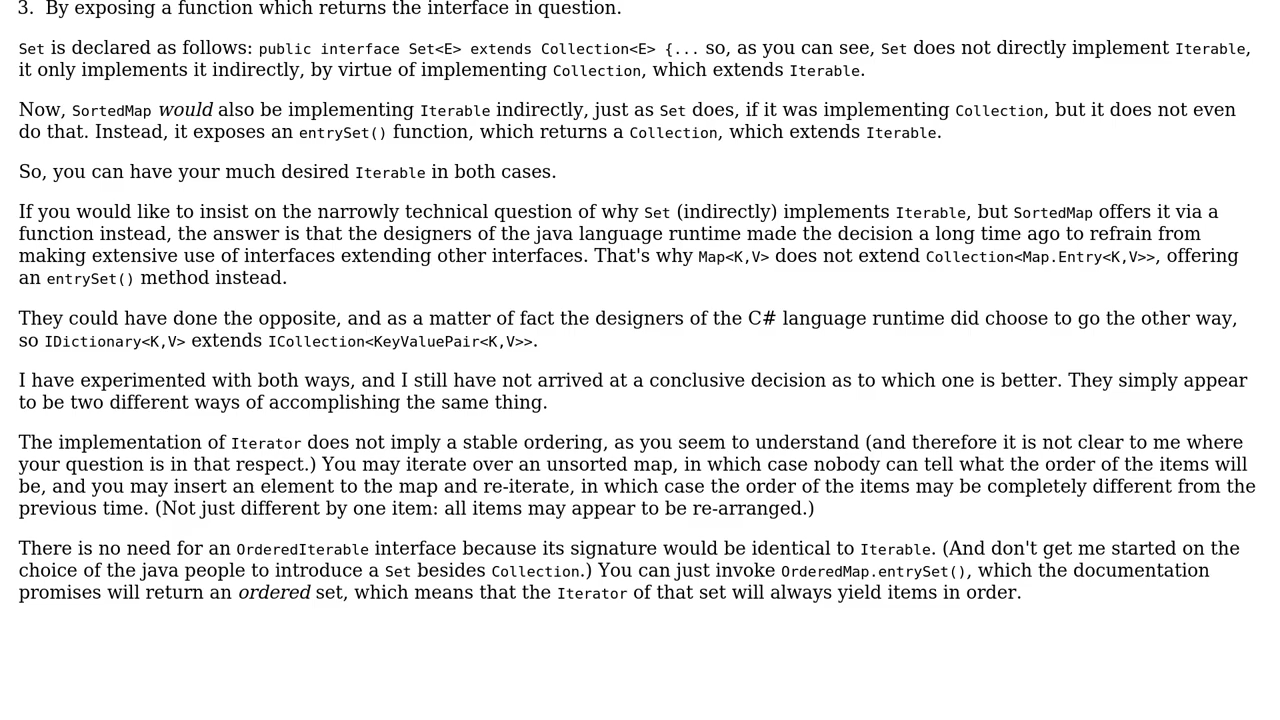 3. By exposing a function which returns the interface in question.
Set is declared as follows: public interface Set<E> extends Collection<E> {... so, as you can see, Set does not directly implement Iterable,
it only implements it indirectly, by virtue of implementing Collection, which extends Iterable.
Now, SortedMap would also be implementing Iterable indirectly, just as Set does, if it was implementing Collection, but it does not even
do that. Instead, it exposes an entrySet() function, which returns a Collection, which extends Iterable.
So, you can have your much desired Iterable in both cases.
If you would like to insist on the narrowly technical question of why Set (indirectly) implements Iterable, but SortedMap offers it via a
function instead, the answer is that the designers of the java language runtime made the decision a long time ago to refrain from
making extensive use of interfaces extending other interfaces. That's why Map<K,V> does not extend Collection<Map.Entry<K,V>>, offering
an entrySet() method instead.
They could have done the opposite, and as a matter of fact the designers of the C# language runtime did choose to go the other way,
so IDictionary<K,V> extends ICollection<KeyValuePair<K,V>>.
I have experimented with both ways, and I still have not arrived at a conclusive decision as to which one is better. They simply appear
to be two different ways of accomplishing the same thing.
The implementation of Iterator does not imply a stable ordering, as you seem to understand (and therefore it is not clear to me where
your question is in that respect.) You may iterate over an unsorted map, in which case nobody can tell what the order of the items will
be, and you may insert an element to the map and re-iterate, in which case the order of the items may be completely different from the
previous time. (Not just different by one item: all items may appear to be re-arranged.)
There is no need for an OrderedIterable interface because its signature would be identical to Iterable. (And don't get me started on the
choice of the java people to introduce a Set besides Collection.) You can just invoke OrderedMap.entrySet(), which the documentation
promises will return an ordered set, which means that the Iterator of that set will always yield items in order.